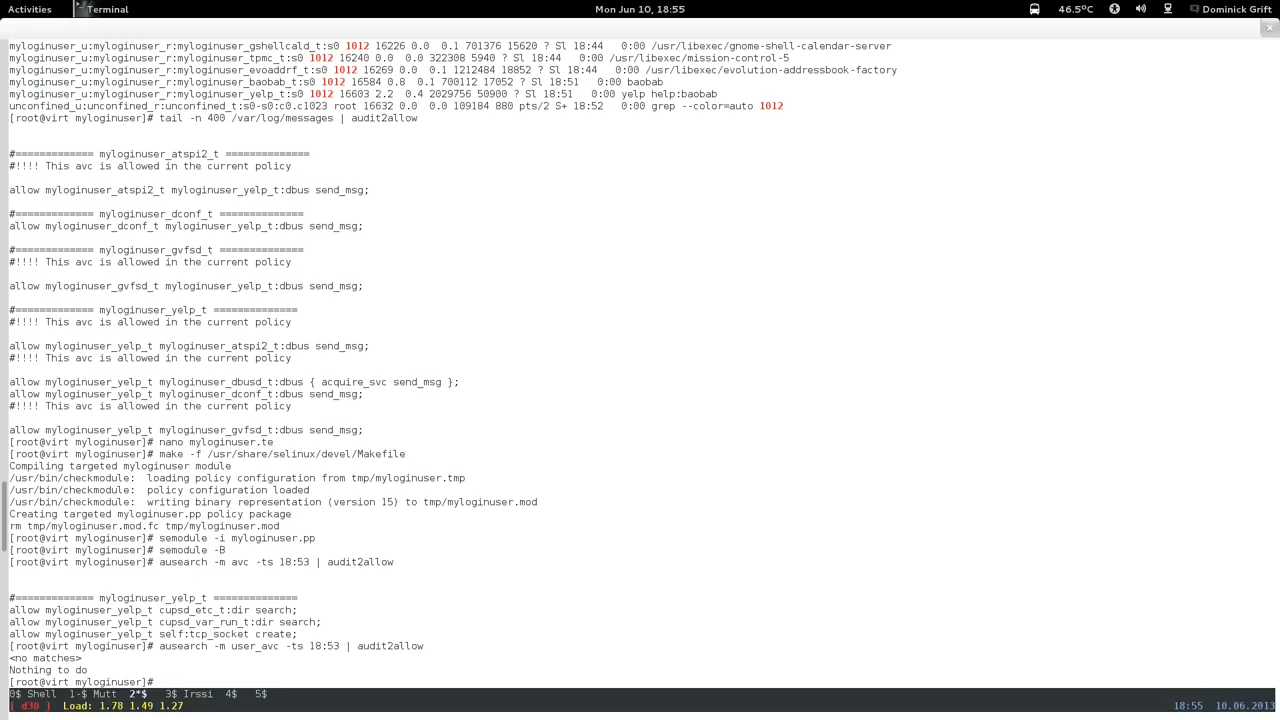 Activities Terminal Mon Jun 10, 18:55 46.5°C Dominick Grift
myloginuser_u:myloginuser_r:myloginuser_gshellcald_t:s0 1012 16226 0.0  0.1 701376 15620 ? Sl 18:44   0:00 /usr/libexec/gnome-shell-calendar-server
myloginuser_u:myloginuser_r:myloginuser_tpmc_t:s0 1012 16240 0.0  0.0 322308 5940 ? Sl 18:44   0:00 /usr/libexec/mission-control-5
myloginuser_u:myloginuser_r:myloginuser_evoaddrf_t:s0 1012 16269 0.0  0.1 1212484 18852 ? Sl 18:44   0:00 /usr/libexec/evolution-addressbook-factory
myloginuser_u:myloginuser_r:myloginuser_baobab_t:s0 1012 16584 0.8  0.1 700112 17052 ? Sl 18:51   0:00 baobab
myloginuser_u:myloginuser_r:myloginuser_yelp_t:s0 1012 16603 2.2  0.4 2029756 50900 ? Sl 18:51   0:00 yelp help:baobab
unconfined_u:unconfined_r:unconfined_t:s0-s0:c0.c1023 root 16632 0.0  0.0 109184 880 pts/2 S+ 18:52   0:00 grep --color=auto 1012
[root@virt myloginuser]# tail -n 400 /var/log/messages | audit2allow
#============= myloginuser_atspi2_t ==============
#!!!! This avc is allowed in the current policy
allow myloginuser_atspi2_t myloginuser_yelp_t:dbus send_msg;
#============= myloginuser_dconf_t ==============
allow myloginuser_dconf_t myloginuser_yelp_t:dbus send_msg;
#============= myloginuser_gvfsd_t ==============
#!!!! This avc is allowed in the current policy
allow myloginuser_gvfsd_t myloginuser_yelp_t:dbus send_msg;
#============= myloginuser_yelp_t ==============
#!!!! This avc is allowed in the current policy
allow myloginuser_yelp_t myloginuser_atspi2_t:dbus send_msg;
#!!!! This avc is allowed in the current policy
allow myloginuser_yelp_t myloginuser_dbusd_t:dbus { acquire_svc send_msg };
allow myloginuser_yelp_t myloginuser_dconf_t:dbus send_msg;
#!!!! This avc is allowed in the current policy
allow myloginuser_yelp_t myloginuser_gvfsd_t:dbus send_msg;
[root@virt myloginuser]# nano myloginuser.te
[root@virt myloginuser]# make -f /usr/share/selinux/devel/Makefile
Compiling targeted myloginuser module
/usr/bin/checkmodule:  loading policy configuration from tmp/myloginuser.tmp
/usr/bin/checkmodule:  policy configuration loaded
/usr/bin/checkmodule:  writing binary representation (version 15) to tmp/myloginuser.mod
Creating targeted myloginuser.pp policy package
rm tmp/myloginuser.mod.fc tmp/myloginuser.mod
[root@virt myloginuser]# semodule -i myloginuser.pp
[root@virt myloginuser]# semodule -B
[root@virt myloginuser]# ausearch -m avc -ts 18:53 | audit2allow
#============= myloginuser_yelp_t ==============
allow myloginuser_yelp_t cupsd_etc_t:dir search;
allow myloginuser_yelp_t cupsd_var_run_t:dir search;
allow myloginuser_yelp_t self:tcp_socket create;
[root@virt myloginuser]# ausearch -m user_avc -ts 18:53 | audit2allow
<no matches>
Nothing to do
[root@virt myloginuser]#
0$ Shell  1-$ Mutt  2*$  3$ Irssi  4$  5$
[ d30 ]  Load: 1.78 1.49 1.27 18:55 10.06.2013